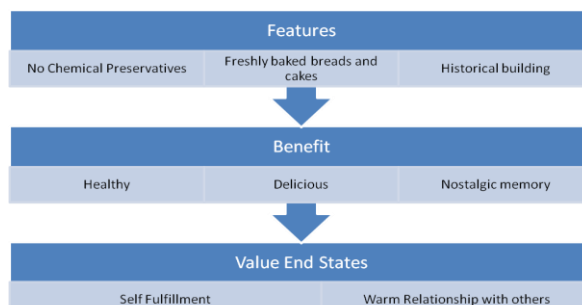 Features
No Chemical Preservatives
Freshly baked breads and
cakes
Historical building
Benefit
Healthy
Delicious
Nostalgic memory
Value End States
Self Fulfillment
Warm Relationship with others